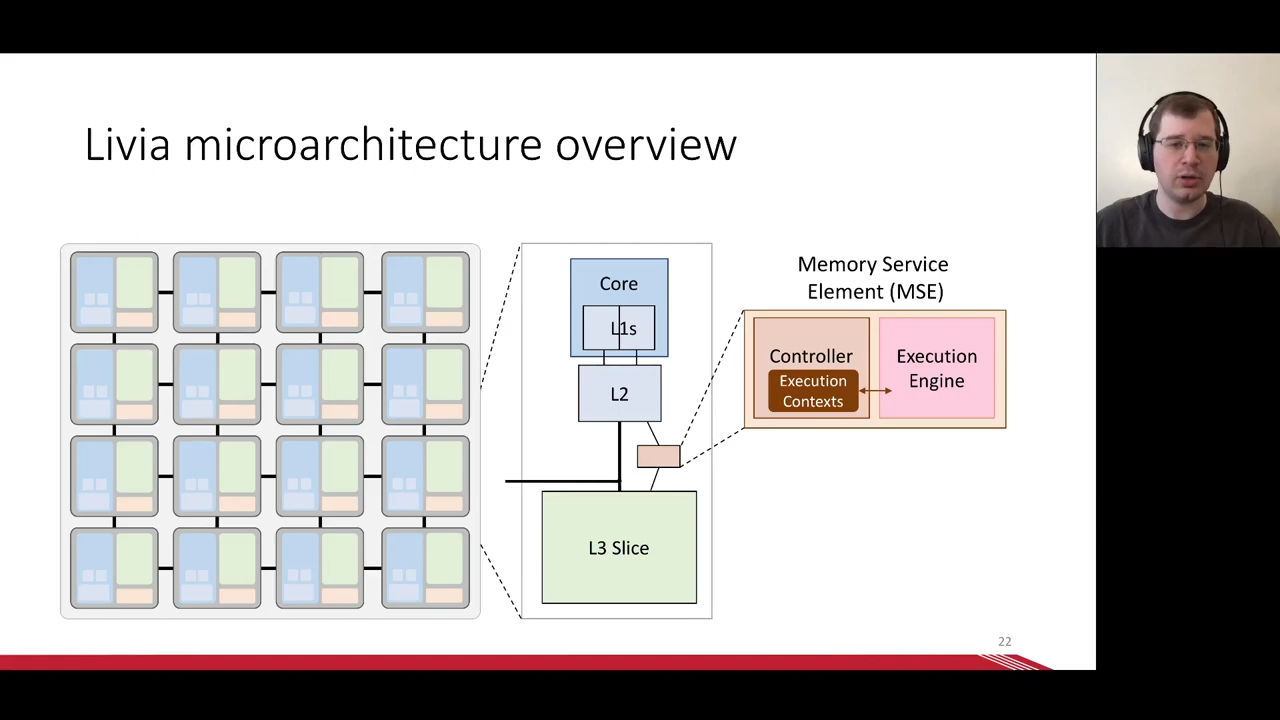 Livia microarchitecture overview
Core
L1s
L2
L3 Slice
Memory Service
Element (MSE)
Controller
Execution
Contexts
Execution
Engine
22